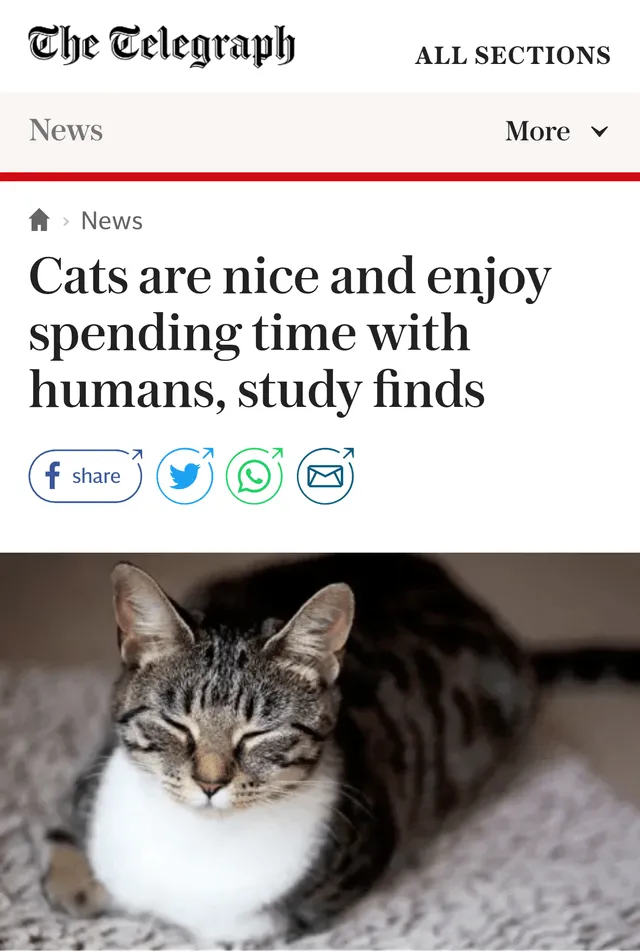 The Telegraph
ALL SECTIONS
News
More
News
Cats are nice and enjoy
spending time with
humans, study finds
share